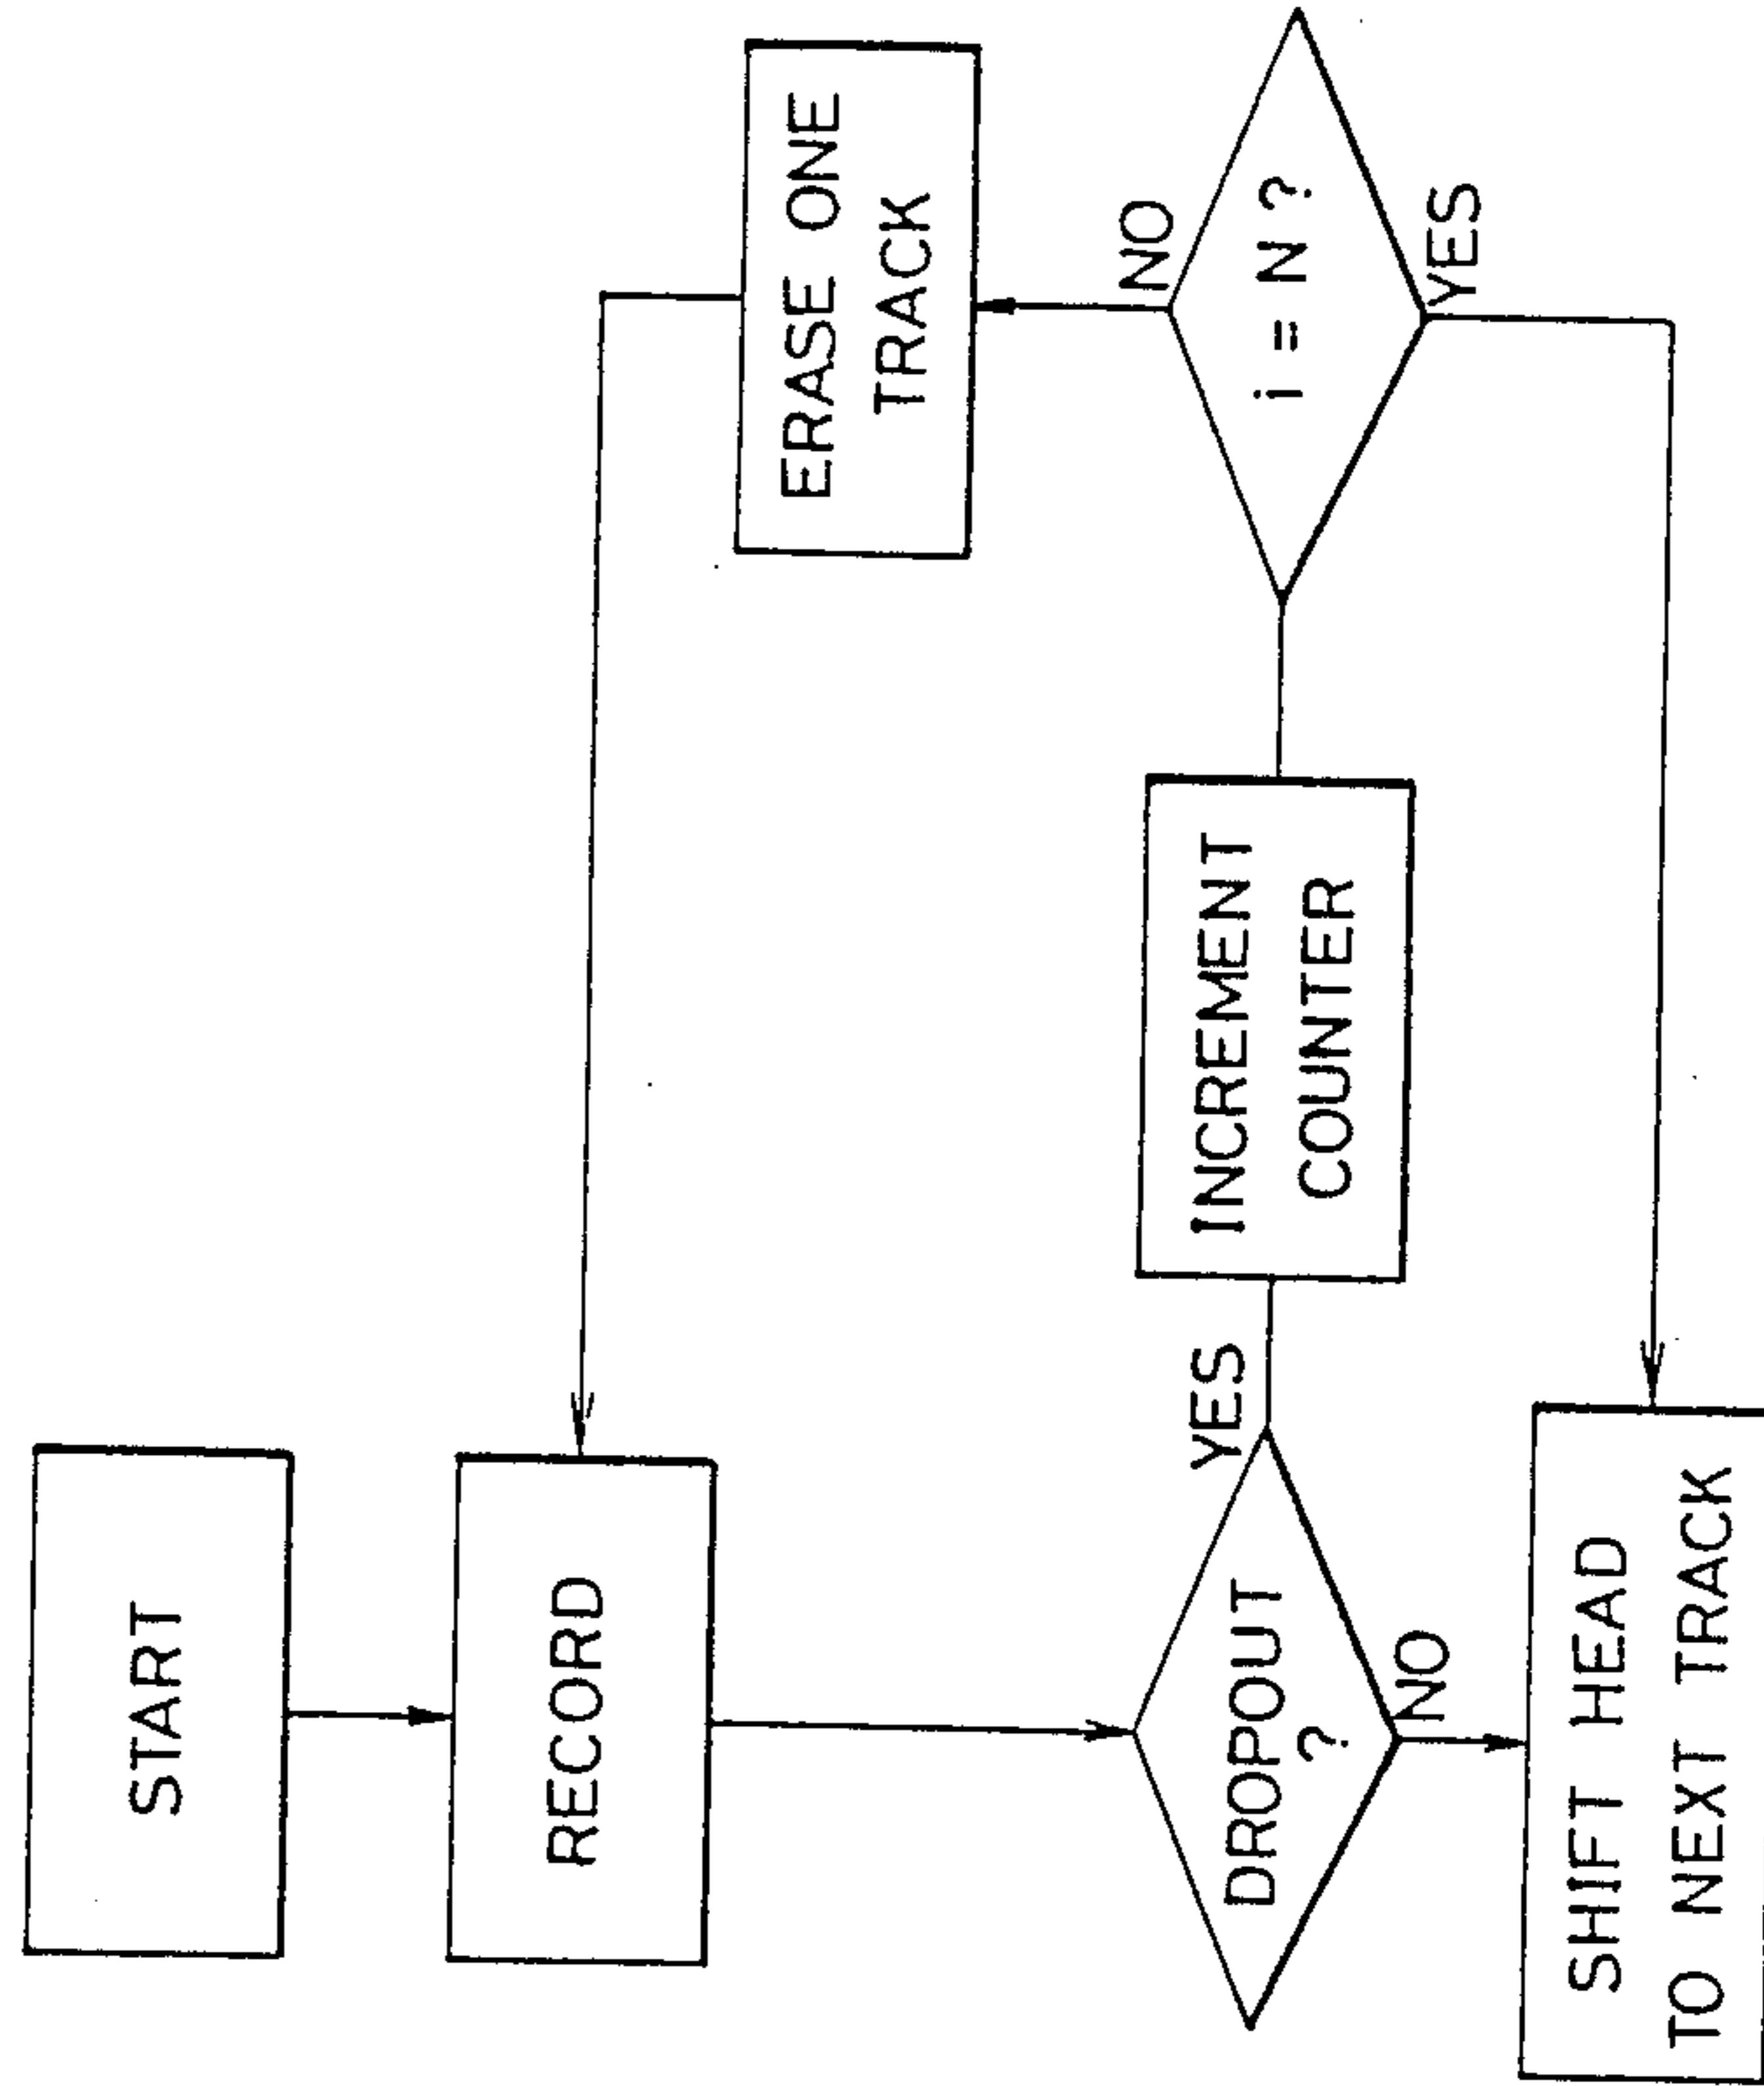 START
RECORD
DROPOUT
?
YES
NO
INCREMENT
COUNTER
i = N ?
NO
YES
ERASE ONE
TRACK
SHIFT HEAD
TO NEXT TRACK